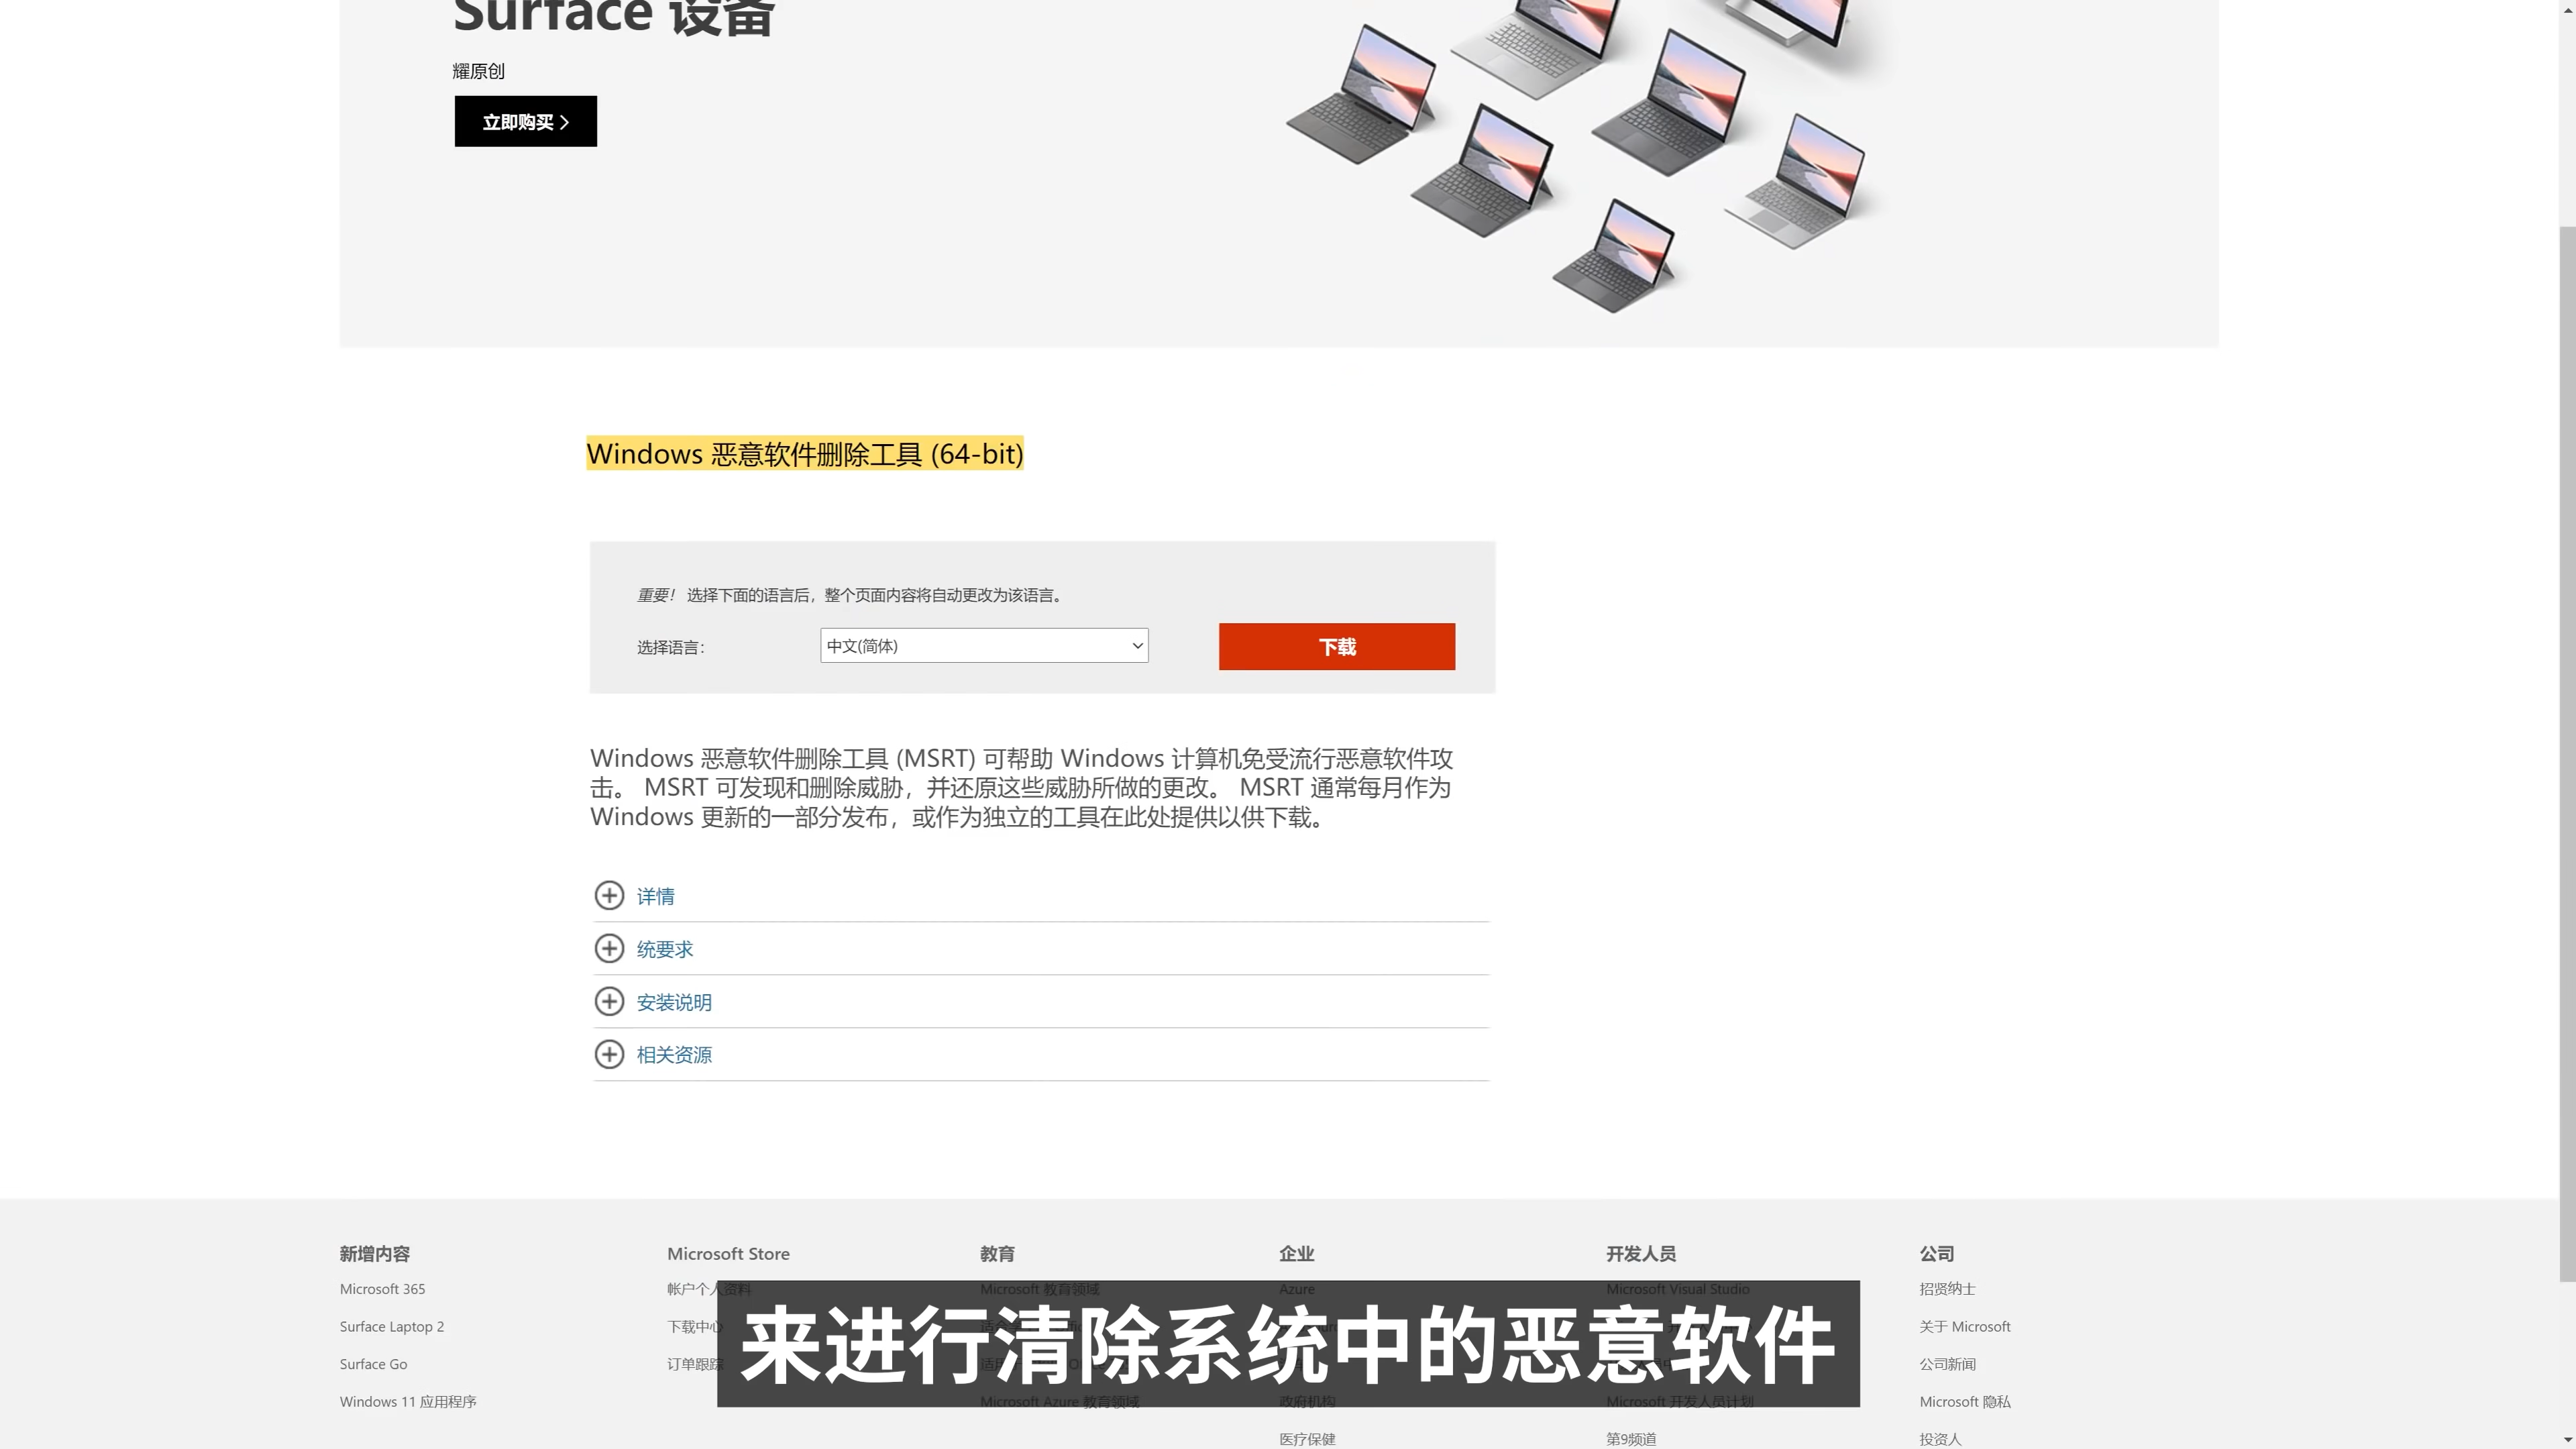 Surface 设备
耀原创
立即购买
Windows 恶意软件删除工具 (64-bit)
重要！ 选择下面的语言后，整个页面内容将自动更改为该语言。
选择语言：
中文(简体)
下载
Windows 恶意软件删除工具 (MSRT) 可帮助 Windows 计算机免受流行恶意软件攻
击。 MSRT 可发现和删除威胁，并还原这些威胁所做的更改。 MSRT 通常每月作为
Windows 更新的一部分发布，或作为独立的工具在此处提供以供下载。
详情
统要求
安装说明
相关资源
新增内容
Microsoft 365
Surface Laptop 2
Surface Go
Windows 11 应用程序
Microsoft Store
帐户个人资料
下载中心
订单跟踪
教育
Microsoft 教育领域
Microsoft Azure 教育领域
企业
Azure
政府机构
医疗保健
开发人员
Microsoft Visual Studio
Microsoft 开发人员计划
第9频道
公司
招贤纳士
关于 Microsoft
公司新闻
Microsoft 隐私
投资人
来进行清除系统中的恶意软件